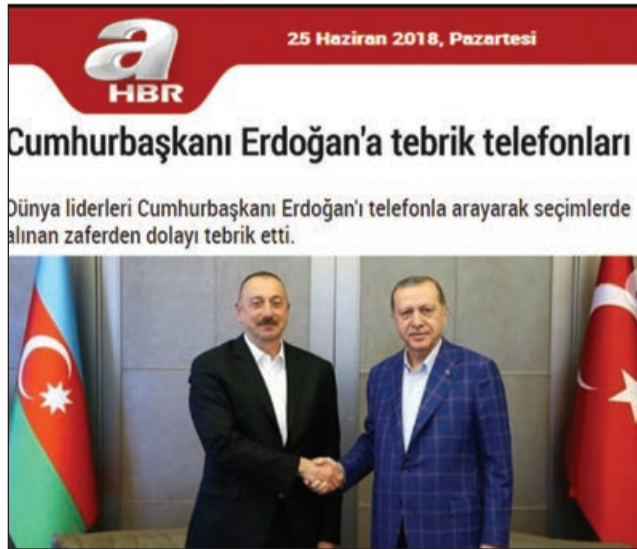 25 Haziran 2018, Pazartesi
a
HBR
Cumhurbaşkanı Erdoğan'a tebrik telefonları
Dünya liderleri Cumhurbaşkanı Erdoğan'ı telefonla arayarak seçimlerde
alınan zaferden dolayı tebrik etti.